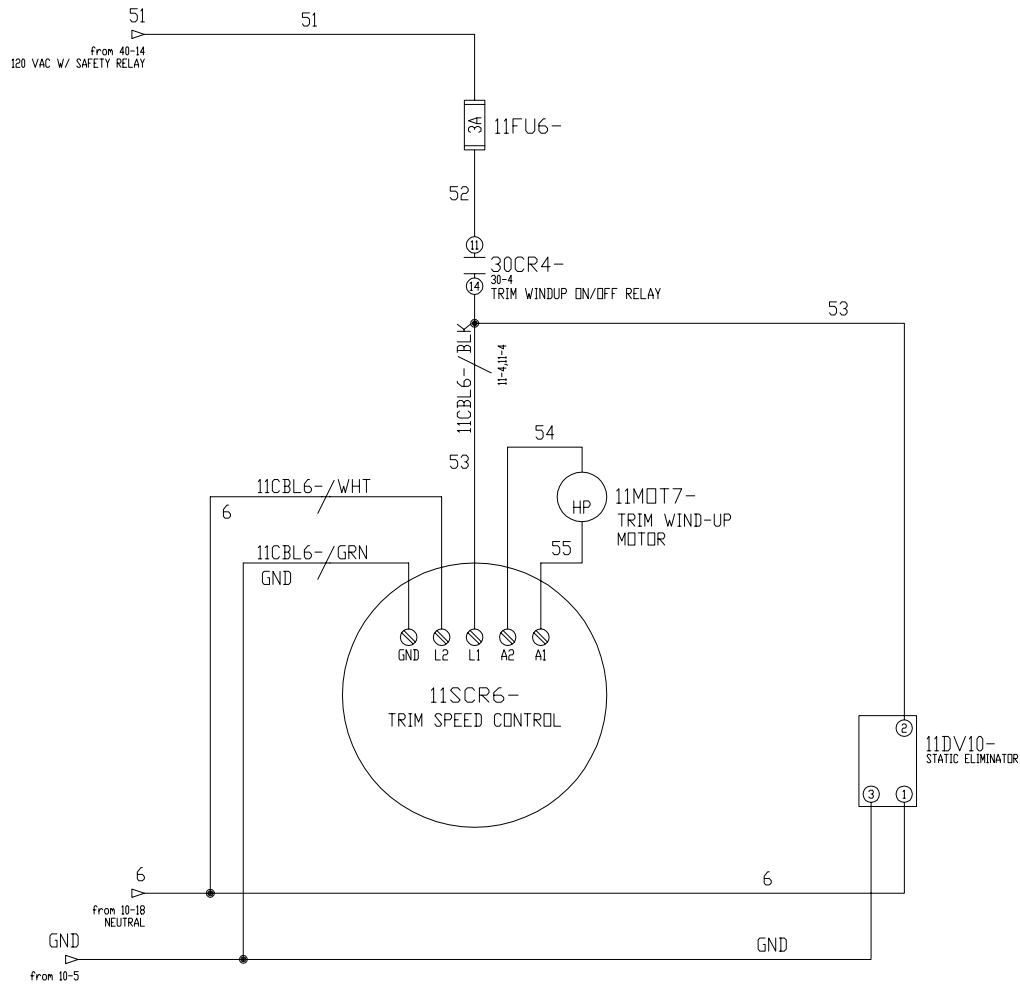 51
51
from 40-14
120 VAC W/ SAFETY RELAY
3A
11FU6-
52
11
30CR4-
30-4
14
TRIM WINDUP ON/OFF RELAY
53
11CBL6-/BLK
11-4,11-4
53
54
HP
11MOT7-
TRIM WIND-UP
MOTOR
55
11CBL6-/WHT
6
11CBL6-/GRN
GND
GND
L2
L1
A2
A1
11SCR6-
TRIM SPEED CONTROL
2
11DV10-
STATIC ELIMINATOR
3
1
6
6
from 10-18
NEUTRAL
GND
GND
from 10-5